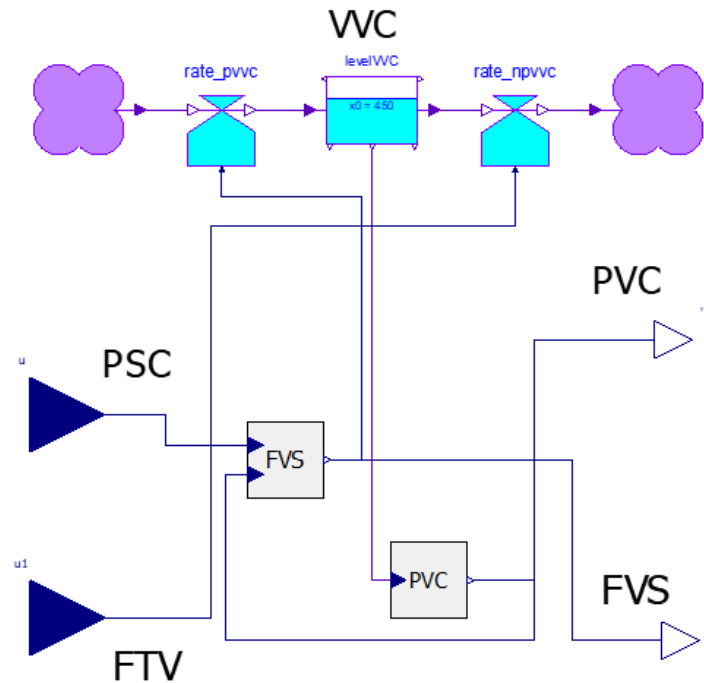 VVC
levelVVC
rate_pvvc
rate_npvvc
x0 = 450
PVC
u
PSC
FVS
u1
PVC
FVS
FTV